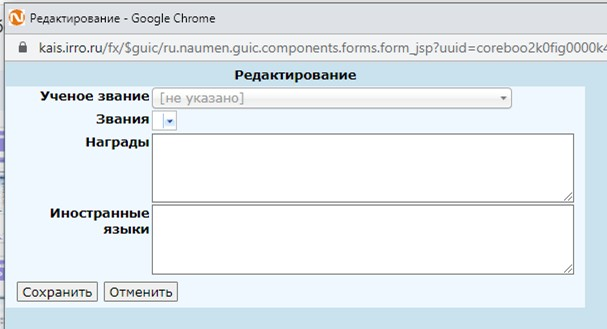 Редактирование - Google Chrome
kais.irro.ru/fx/$guic/ru.naumen.guic.components.forms.form_jsp?uuid=coreboo2k0fig0000k4
Редактирование
Ученое звание [не указано]
Звания
Награды
Иностранные
языки
Сохранить Отменить